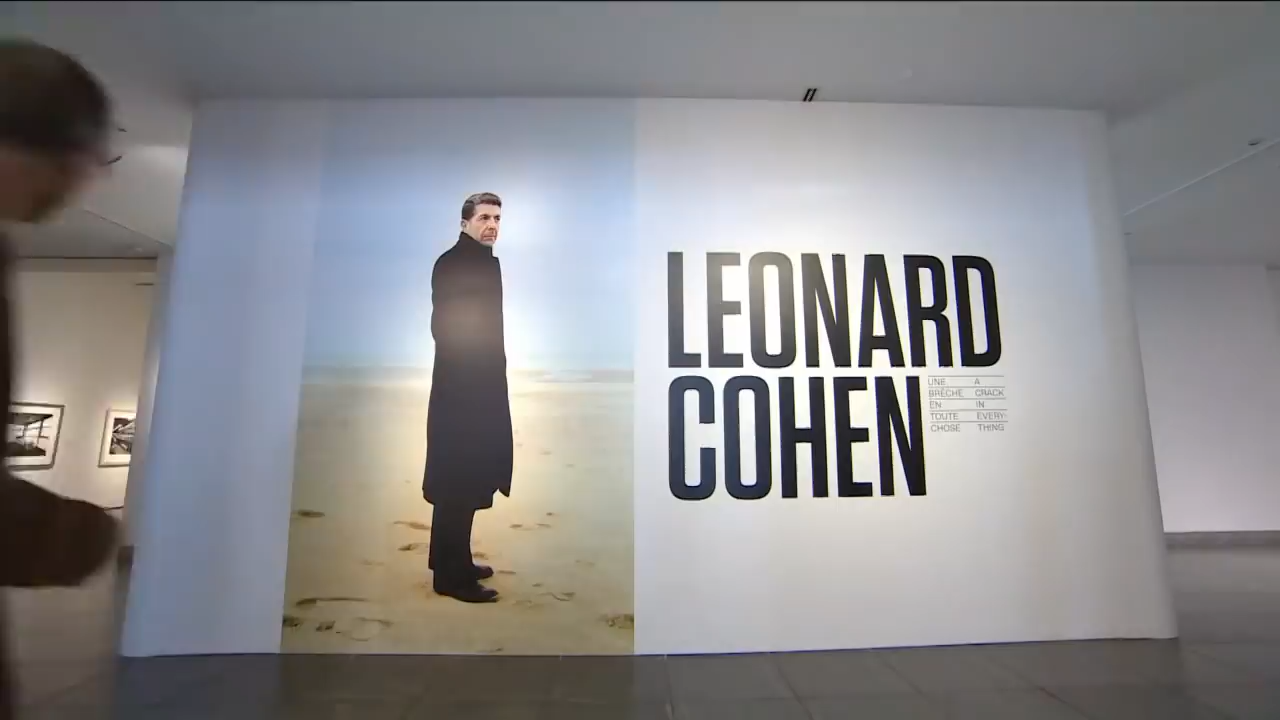 LEONARD
COHEN
UNE A
BRÈCHE CRACK
EN IN
TOUTE EVERY-
CHOSE THING